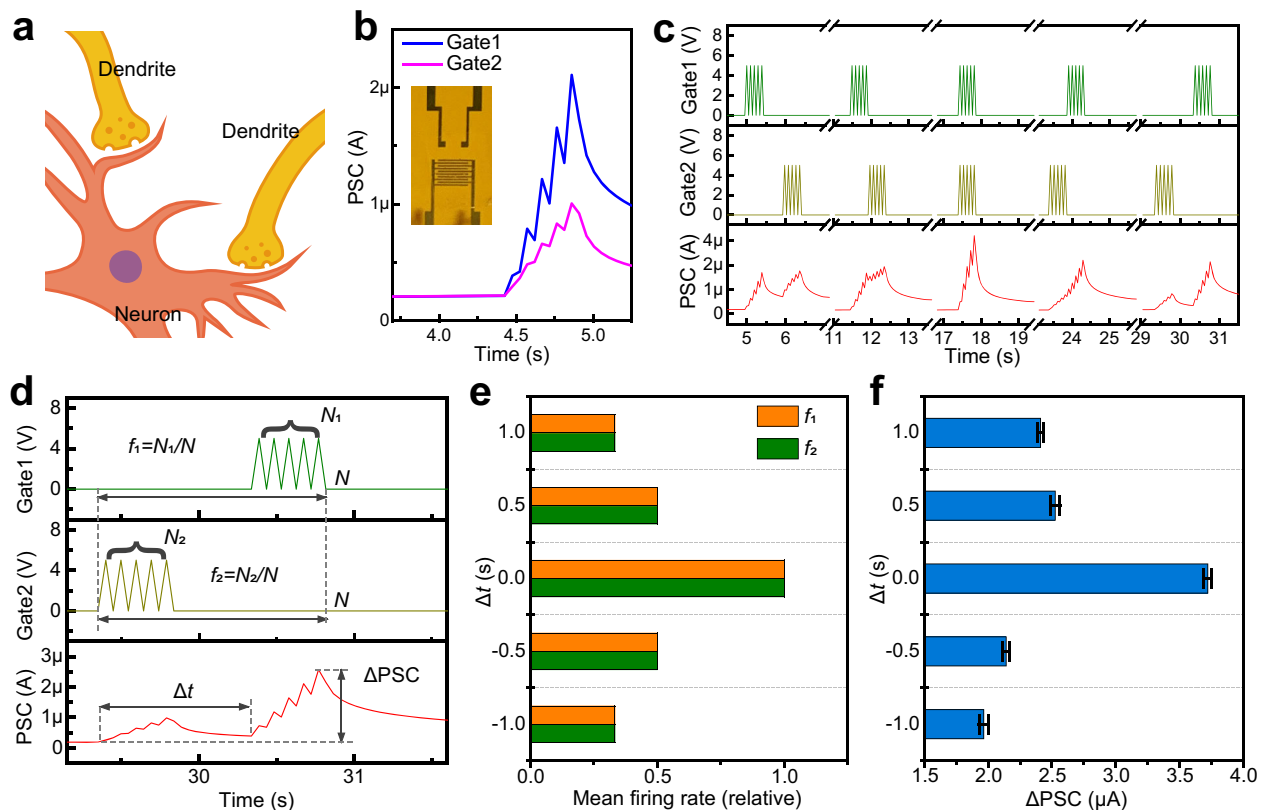 a
Dendrite
Dendrite
Neuron
b
Gate1
Gate2
2µ
1µ
0
PSC (A)
4.0
4.5
5.0
Time (s)
c
Gate1 (V)
8
6
4
2
0
Gate2 (V)
8
6
4
2
0
PSC (A)
4µ
2µ
1µ
0
5 6 11 12 13 17 18 19 24 26 29 30 31
Time (s)
d
Gate1 (V)
8
4
0
f₁=N₁/N
N₁
N
Gate2 (V)
8
4
0
N₂
f₂=N₂/N
N
PSC (A)
3µ
2µ
1µ
0
Δt
ΔPSC
30
31
Time (s)
e
f₁
f₂
Δt (s)
1.0
0.5
0.0
-0.5
-1.0
0.0 0.5 1.0
Mean firing rate (relative)
f
Δt (s)
1.0
0.5
0.0
-0.5
-1.0
1.5 2.0 2.5 3.0 3.5 4.0
ΔPSC (µA)